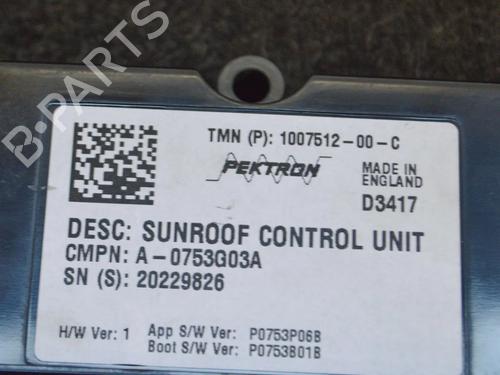 B-PARTS
TMN (P): 1007512-00-C
PEKTRON
MADE IN
ENGLAND
D3417
DESC: SUNROOF CONTROL UNIT
CMPN: A-0753G03A
SN (S): 20229826
H/W Ver: 1 App S/W Ver: P0753P06B
Boot S/W Ver: P0753B01B